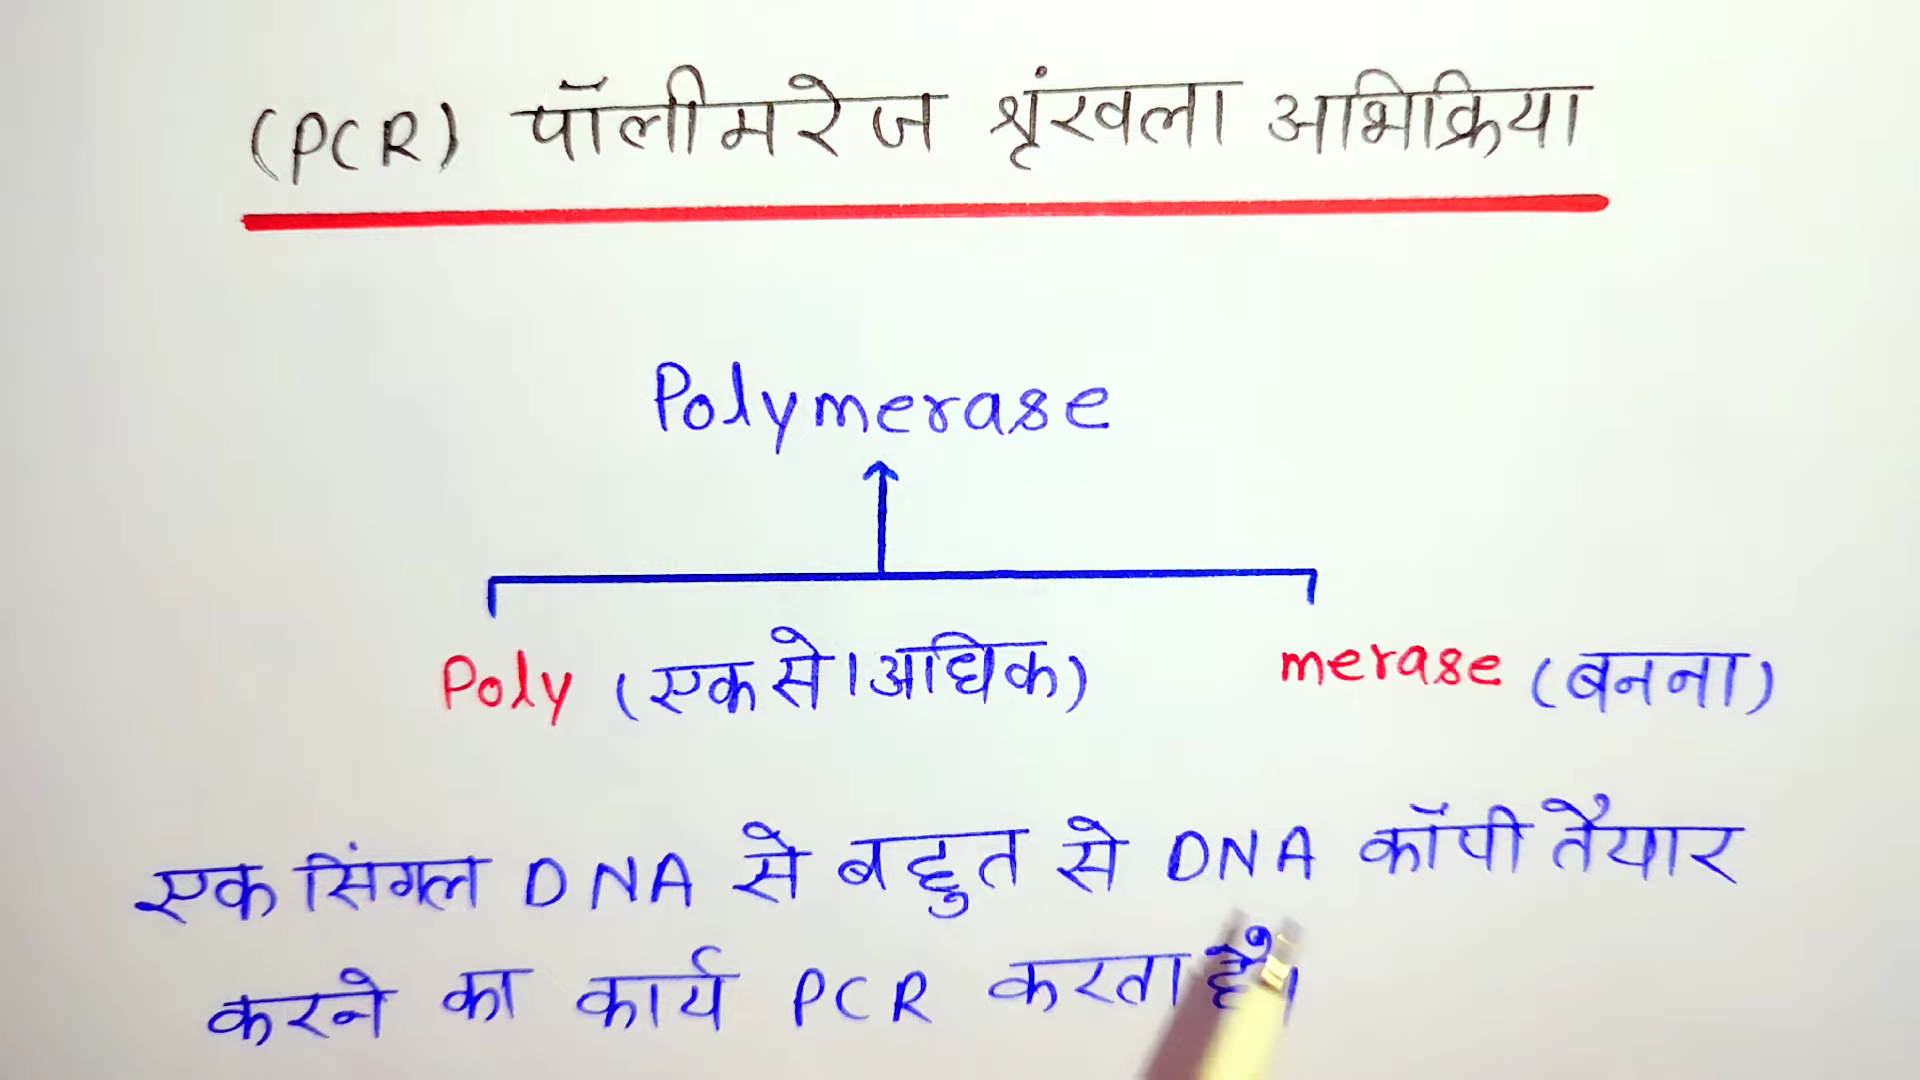 (PCR) पॉलीमरेज श्रृंखला अभिक्रिया
Polymerase
Poly (एक से।अधिक) merase (बनना)
एक सिंगल DNA से बहुत से DNA कॉपी तैयार
करने का कार्य PCR करता है।